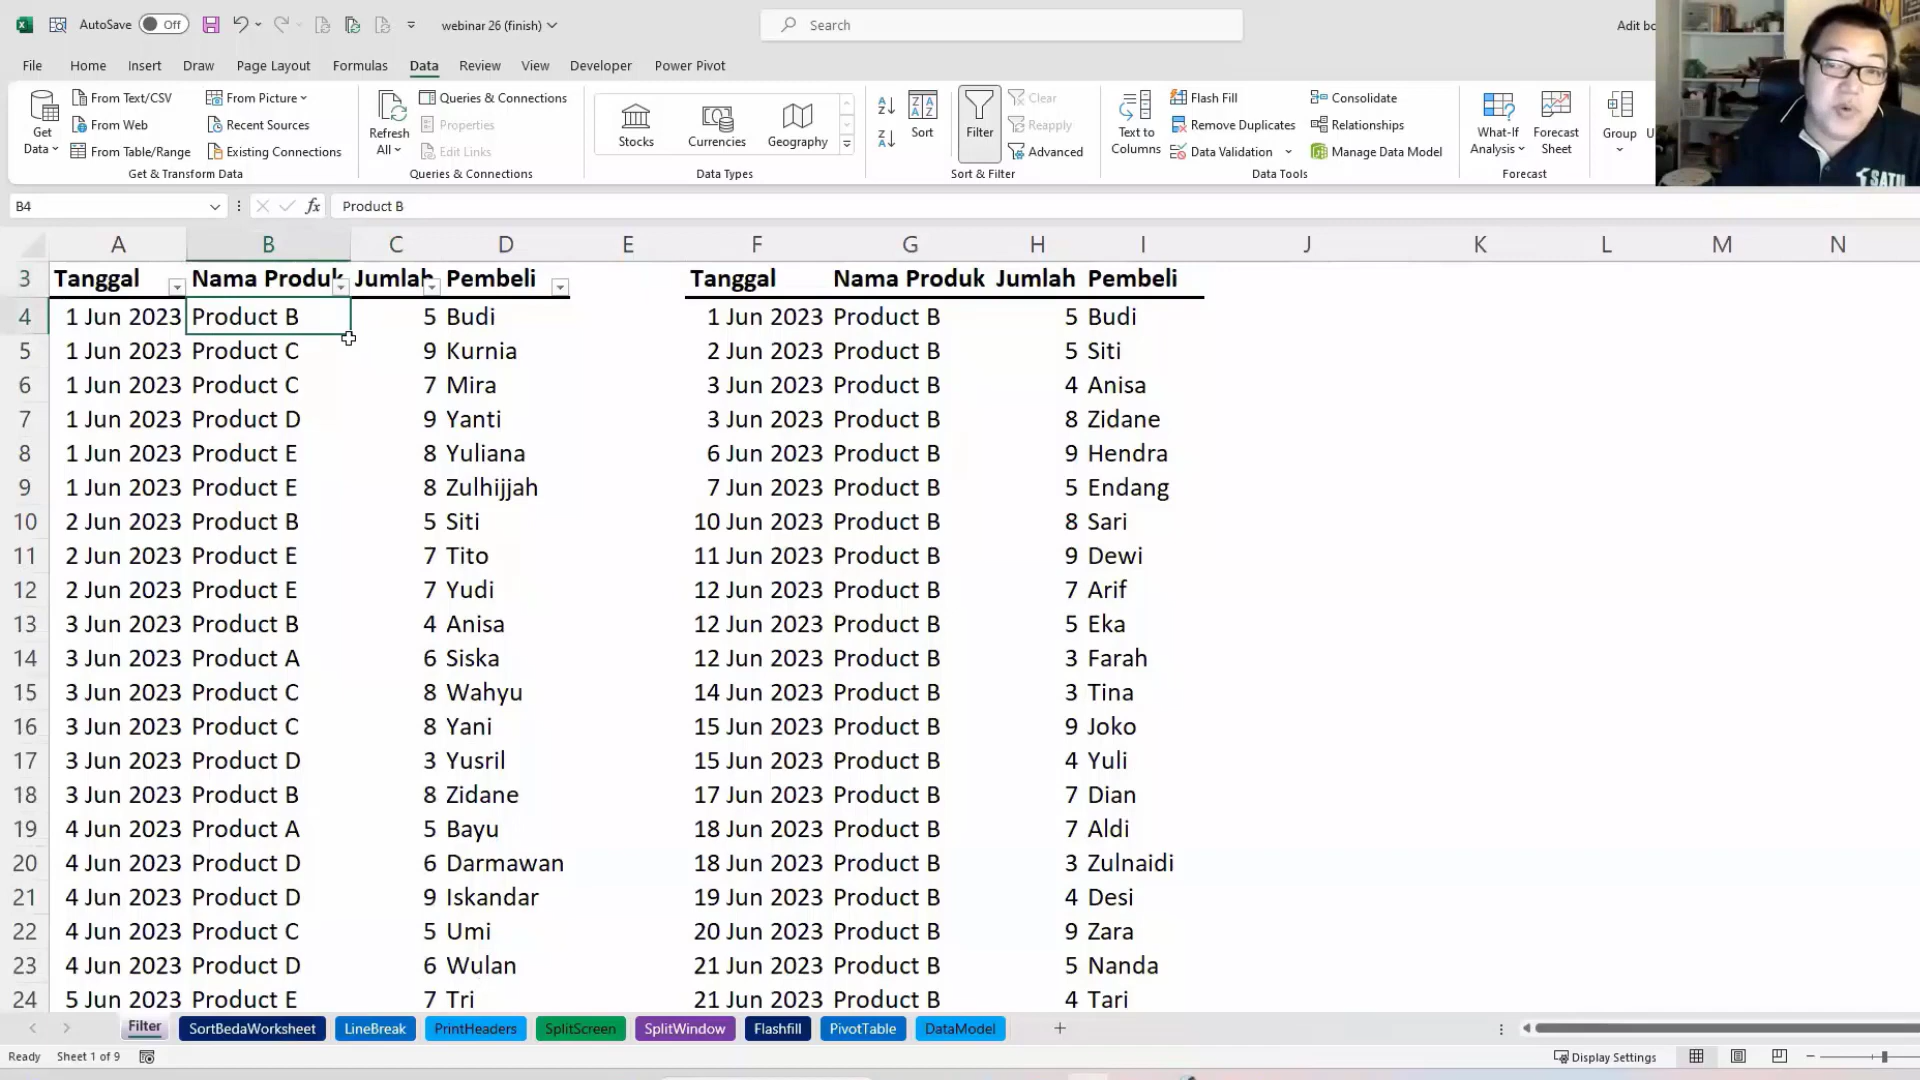 AutoSave Off webinar 26 (finish) Search Adit bo
File Home Insert Draw Page Layout Formulas Data Review View Developer Power Pivot
Get Data
From Text/CSV
From Web
From Table/Range
From Picture
Recent Sources
Existing Connections
Get & Transform Data
Refresh All
Queries & Connections
Properties
Edit Links
Queries & Connections
Stocks Currencies Geography
Data Types
Sort
Filter
Clear
Reapply
Advanced
Sort & Filter
Text to Columns
Flash Fill
Remove Duplicates
Data Validation
Consolidate
Relationships
Manage Data Model
Data Tools
What-If Analysis
Forecast Sheet
Forecast
Group
U
SATU
B4 fx Product B
A B C D E F G H I J K L M N
3 Tanggal Nama Produk Jumlah Pembeli Tanggal Nama Produk Jumlah Pembeli
4 1 Jun 2023 Product B 5 Budi 1 Jun 2023 Product B 5 Budi
5 1 Jun 2023 Product C 9 Kurnia 2 Jun 2023 Product B 5 Siti
6 1 Jun 2023 Product C 7 Mira 3 Jun 2023 Product B 4 Anisa
7 1 Jun 2023 Product D 9 Yanti 3 Jun 2023 Product B 8 Zidane
8 1 Jun 2023 Product E 8 Yuliana 6 Jun 2023 Product B 9 Hendra
9 1 Jun 2023 Product E 8 Zulhijjah 7 Jun 2023 Product B 5 Endang
10 2 Jun 2023 Product B 5 Siti 10 Jun 2023 Product B 8 Sari
11 2 Jun 2023 Product E 7 Tito 11 Jun 2023 Product B 9 Dewi
12 2 Jun 2023 Product E 7 Yudi 12 Jun 2023 Product B 7 Arif
13 3 Jun 2023 Product B 4 Anisa 12 Jun 2023 Product B 5 Eka
14 3 Jun 2023 Product A 6 Siska 12 Jun 2023 Product B 3 Farah
15 3 Jun 2023 Product C 8 Wahyu 14 Jun 2023 Product B 3 Tina
16 3 Jun 2023 Product C 8 Yani 15 Jun 2023 Product B 9 Joko
17 3 Jun 2023 Product D 3 Yusril 15 Jun 2023 Product B 4 Yuli
18 3 Jun 2023 Product B 8 Zidane 17 Jun 2023 Product B 7 Dian
19 4 Jun 2023 Product A 5 Bayu 18 Jun 2023 Product B 7 Aldi
20 4 Jun 2023 Product D 6 Darmawan 18 Jun 2023 Product B 3 Zulnaidi
21 4 Jun 2023 Product D 9 Iskandar 19 Jun 2023 Product B 4 Desi
22 4 Jun 2023 Product C 5 Umi 20 Jun 2023 Product B 9 Zara
23 4 Jun 2023 Product D 6 Wulan 21 Jun 2023 Product B 5 Nanda
24 5 Jun 2023 Product E 7 Tri 21 Jun 2023 Product B 4 Tari
Filter SortBedaWorksheet LineBreak PrintHeaders SplitScreen SplitWindow Flashfill PivotTable DataModel
Ready Sheet 1 of 9 Display Settings